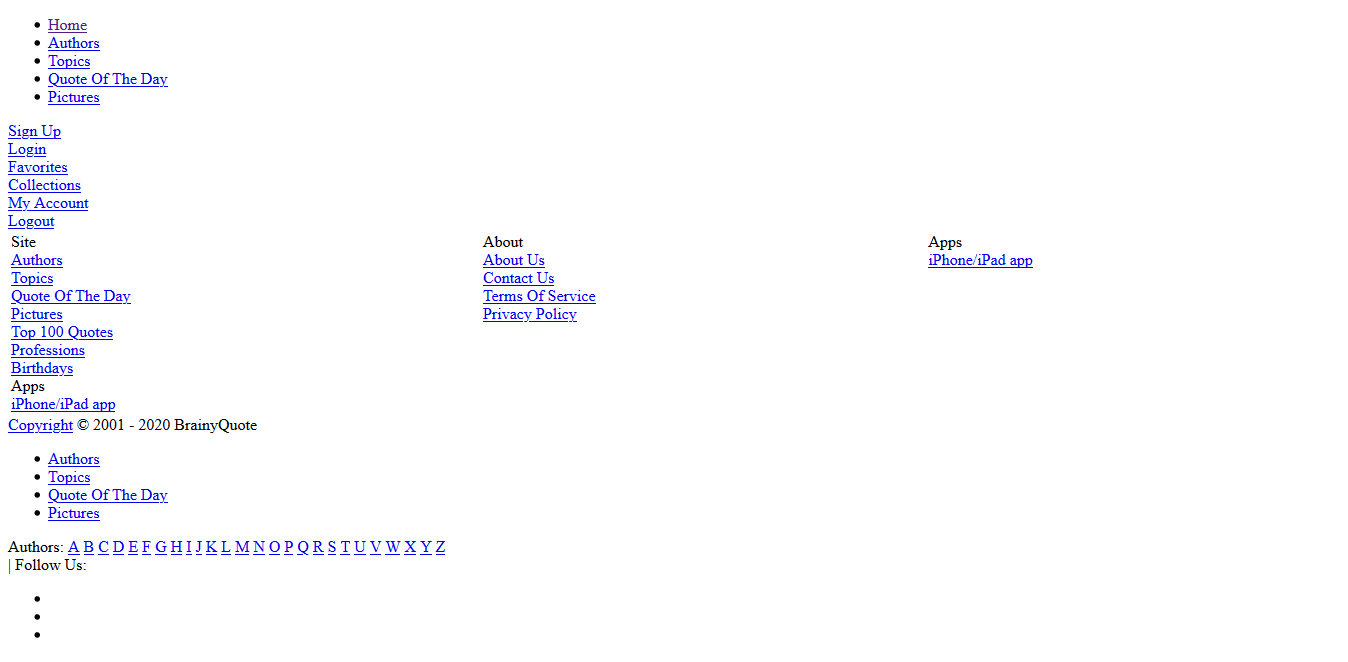 Home
Authors
Topics
Quote Of The Day
Pictures
Sign Up
Login
Favorites
Collections
My Account
Logout
Site
Authors
Topics
Quote Of The Day
Pictures
Top 100 Quotes
Professions
Birthdays
Apps
iPhone/iPad app
About
About Us
Contact Us
Terms Of Service
Privacy Policy
Apps
iPhone/iPad app
Copyright © 2001 - 2020 BrainyQuote
Authors
Topics
Quote Of The Day
Pictures
Authors: A B C D E F G H I J K L M N O P Q R S T U V W X Y Z
| Follow Us: